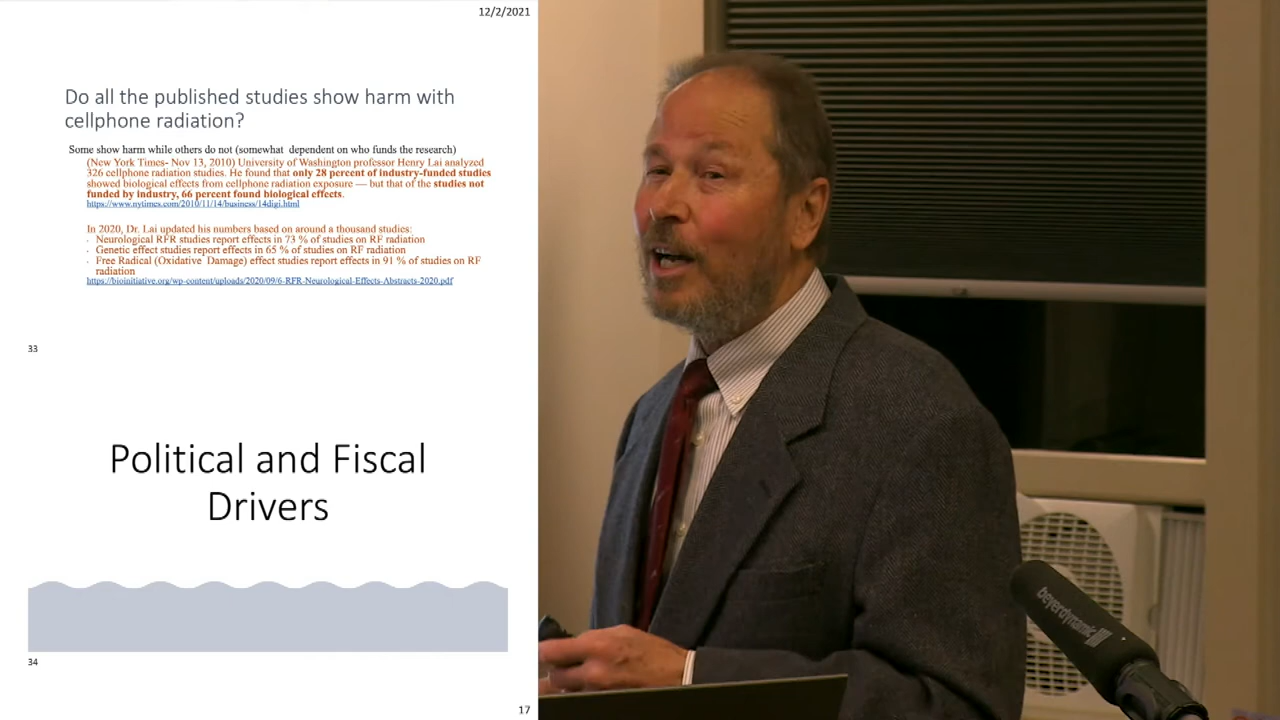 12/2/2021
Do all the published studies show harm with
cellphone radiation?
Some show harm while others do not (somewhat dependent on who funds the research)
(New York Times- Nov 13, 2010) University of Washington professor Henry Lai analyzed
326 cellphone radiation studies. He found that only 28 percent of industry-funded studies
showed biological effects from cellphone radiation exposure — but that of the studies not
funded by industry, 66 percent found biological effects.
https://www.nytimes.com/2010/11/14/business/14digi.html
In 2020, Dr. Lai updated his numbers based on around a thousand studies:
- Neurological RFR studies report effects in 73 % of studies on RF radiation
- Genetic effect studies report effects in 65 % of studies on RF radiation
- Free Radical (Oxidative Damage) effect studies report effects in 91 % of studies on RF
radiation
https://bioinitiative.org/wp-content/uploads/2020/09/6-RFR-Neurological-Effects-Abstracts-2020.pdf
33
Political and Fiscal
Drivers
34
17
beyerdynamic